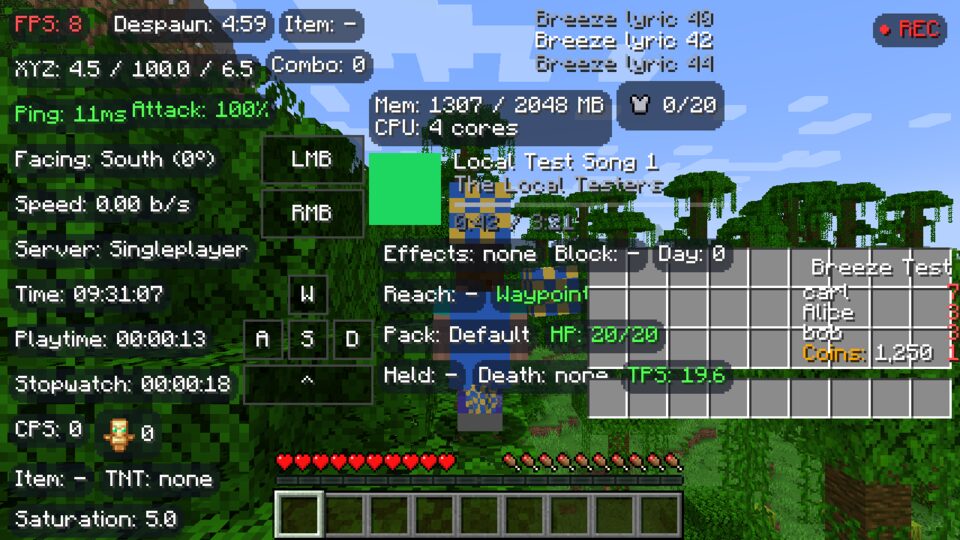 FPS: 8
Despawn: 4:59
Item: -
Breeze lyric 49
Breeze lyric 42
Breeze lyric 44
REC
XYZ: 4.5 / 100.0 / 6.5
Combo: 0
Ping: 11ms
Attack: 100%
Mem: 1307 / 2048 MB
CPU: 4 cores
0/20
Facing: South (0°)
LMB
Local Test Song 1
The Local Testers
0:42 / 3:21
Speed: 0.00 b/s
RMB
Server: Singleplayer
Effects: none
Block: -
Day: 0
Breeze Test
Time: 09:31:07
W
Reach: -
Waypoint
carl
Alice
bob
Coins: 1,250
Playtime: 00:00:13
A
S
D
Pack: Default
HP: 20/20
Stopwatch: 00:00:18
^
Held: -
Death: none
TPS: 19.6
CPS: 0
0
Item: -
TNT: none
Saturation: 5.0